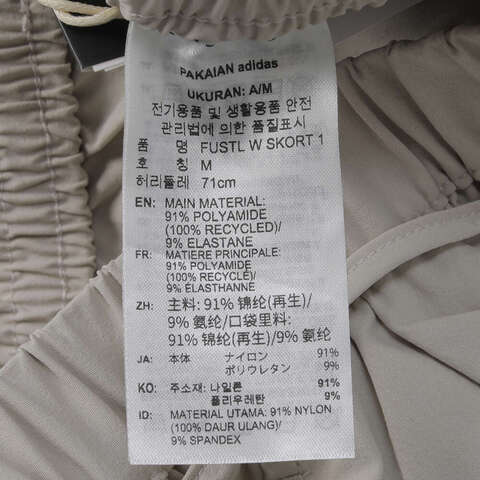 PAKAIAN adidas
UKURAN: A/M
전기용품 및 생활용품 안전
관리법에 의한 품질표시
품 명 FUSTL W SKORT 1
호 칭 M
허리둘레 71cm
EN: MAIN MATERIAL:
91% POLYAMIDE
(100% RECYCLED)/
9% ELASTANE
FR: MATIERE PRINCIPALE:
91% POLYAMIDE
(100% RECYCLE)/
9% ÉLASTHANNE
ZH: 主料: 91% 锦纶(再生)/
9% 氨纶/口袋里料:
91% 锦纶(再生)/9% 氨纶
JA: 本体 ナイロン 91%
ポリウレタン 9%
KO: 주소재: 나일론 91%
폴리우레탄 9%
ID: MATERIAL UTAMA: 91% NYLON
(100% DAUR ULANG)/
9% SPANDEX